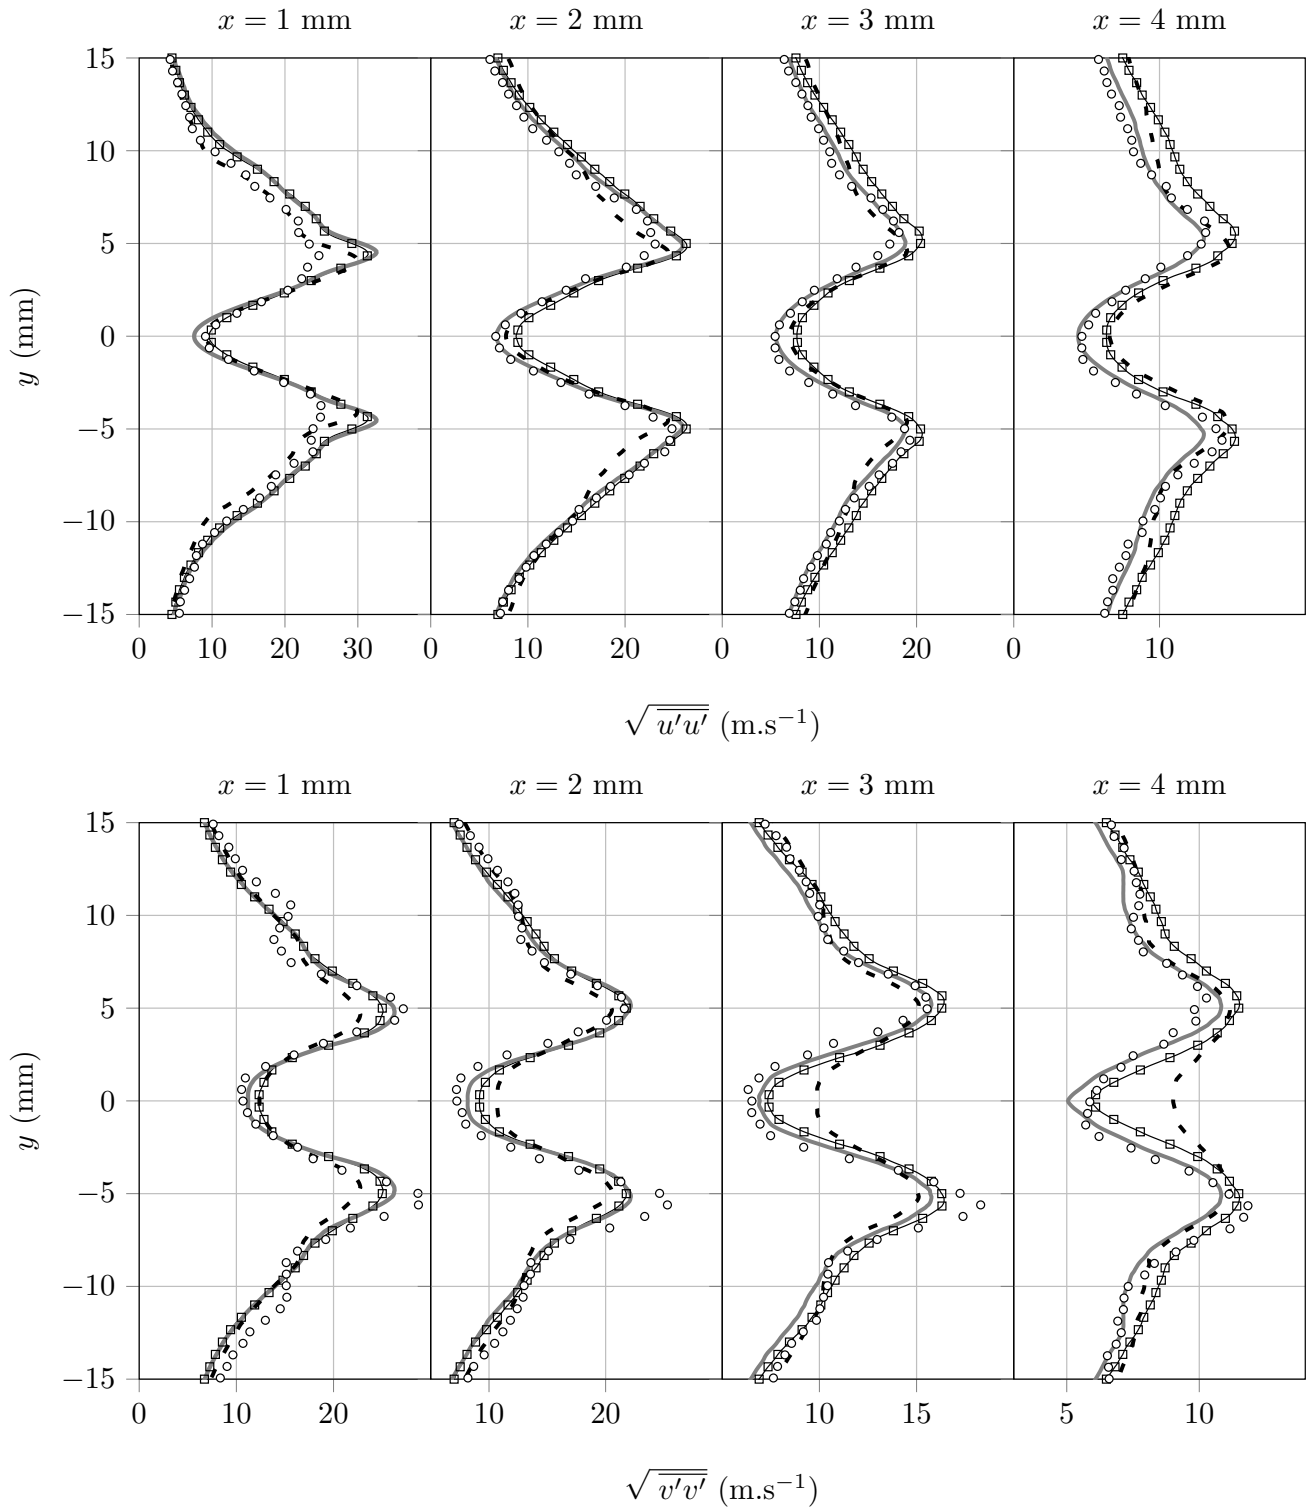 x = 1 mm x = 2 mm x = 3 mm x = 4 mm
15
10
5
0
−5
−10
−15
y (mm)
0 10 20 30 0 10 20 0 10 20 0 10
√u′u′ (m.s−1)
x = 1 mm x = 2 mm x = 3 mm x = 4 mm
15
10
5
0
−5
−10
−15
y (mm)
0 10 20 10 20 10 15 5 10
√v′v′ (m.s−1)